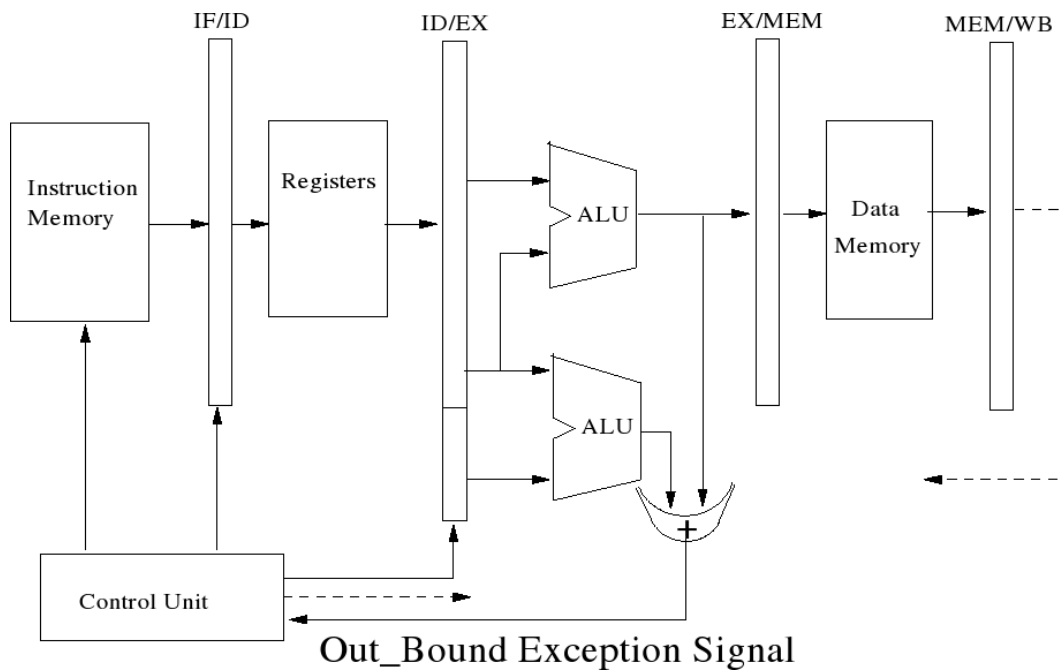 IF/ID
ID/EX
EX/MEM
MEM/WB
Instruction
Memory
Registers
ALU
Data
Memory
ALU
+
Control Unit
Out_Bound Exception Signal